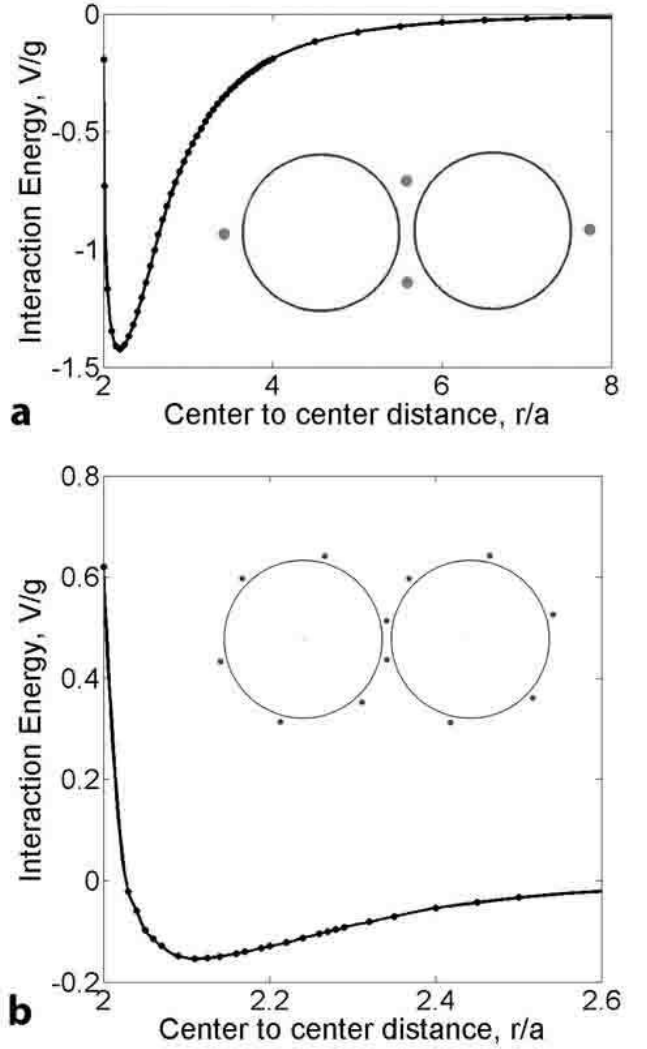 0
-0.5
-1
-1.5
Interaction Energy, V/g
2 4 6 8
Center to center distance, r/a
a
0.8
0.6
0.4
0.2
0
-0.2
Interaction Energy, V/g
2 2.2 2.4 2.6
Center to center distance, r/a
b